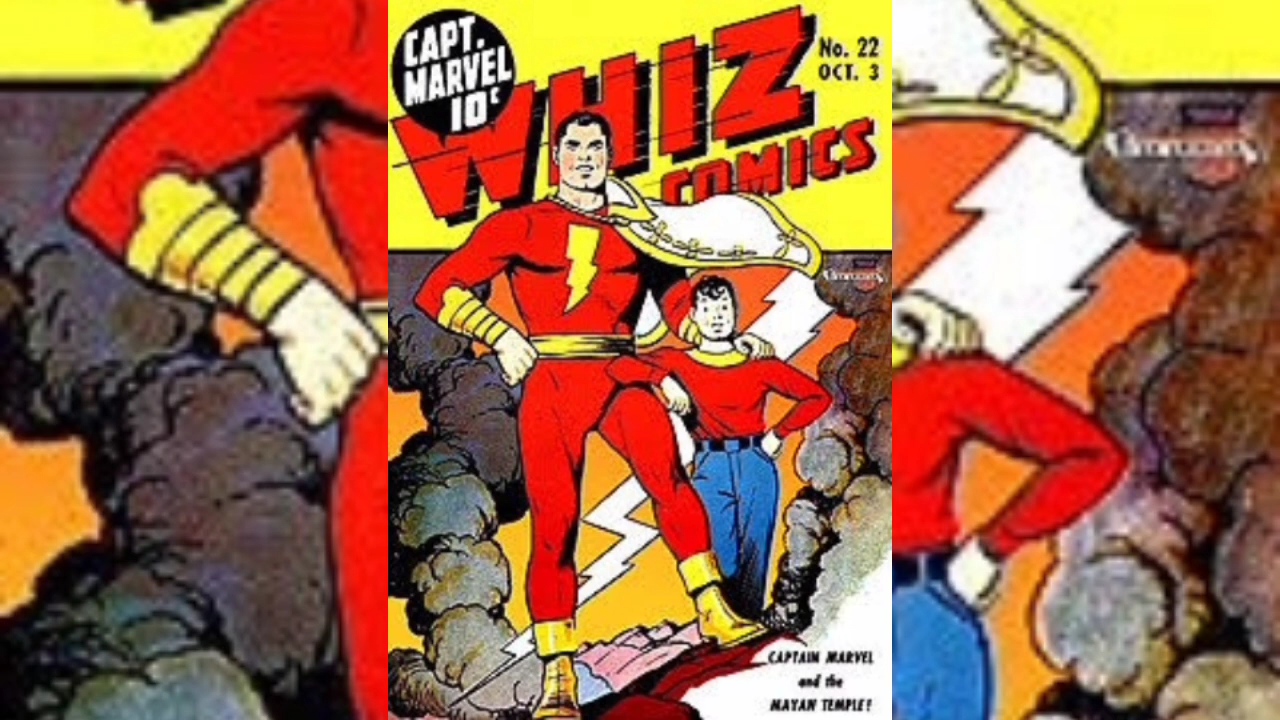 CAPT.
MARVEL
10¢
WHIZ
COMICS
No. 22
OCT. 3
CAPTAIN MARVEL
and the
MAYAN TEMPLE!